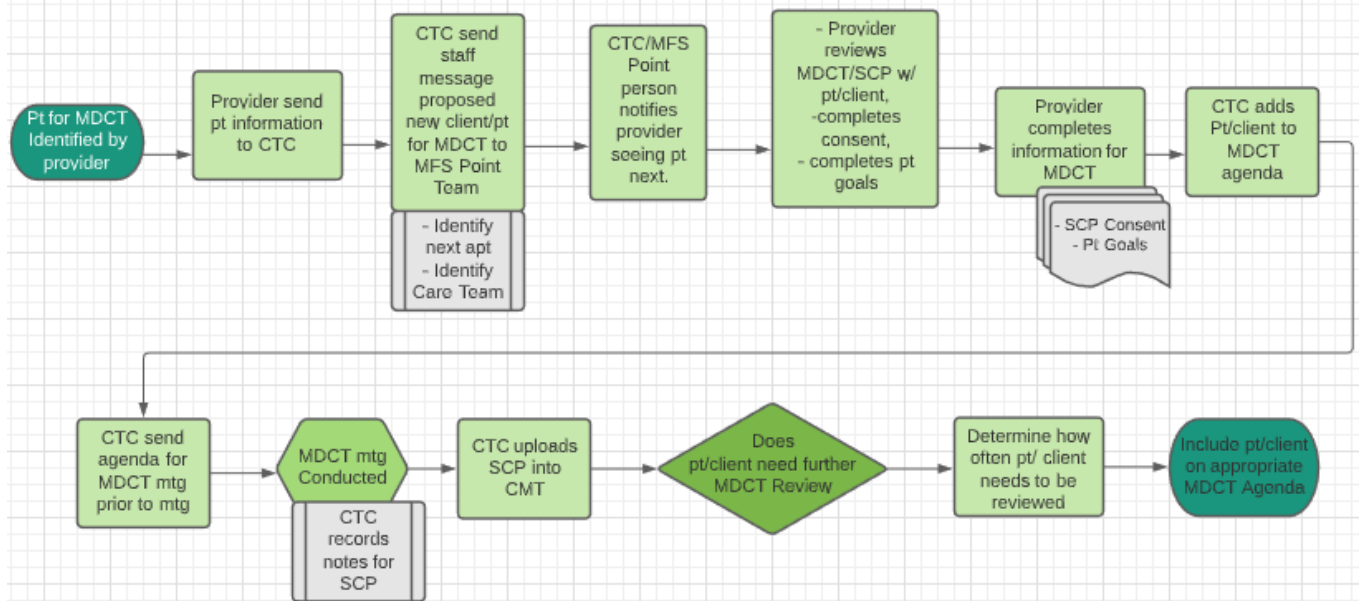 Pt for MDCT
Identified by
provider
Provider send
pt information
to CTC
CTC send
staff
message
proposed
new client/pt
for MDCT to
MFS Point
Team
- Identify
next apt
- Identify
Care Team
CTC/MFS
Point
person
notifies
provider
seeing pt
next.
- Provider
reviews
MDCT/SCP w/
pt/client,
-completes
consent,
- completes pt
goals
Provider
completes
information for
MDCT
- SCP Consent
- Pt Goals
CTC adds
Pt/client to
MDCT
agenda
CTC send
agenda for
MDCT mtg
prior to mtg
MDCT mtg
Conducted
CTC
records
notes for
SCP
CTC uploads
SCP into
CMT
Does
pt/client need further
MDCT Review
Determine how
often pt/ client
needs to be
reviewed
Include pt/client
on appropriate
MDCT Agenda